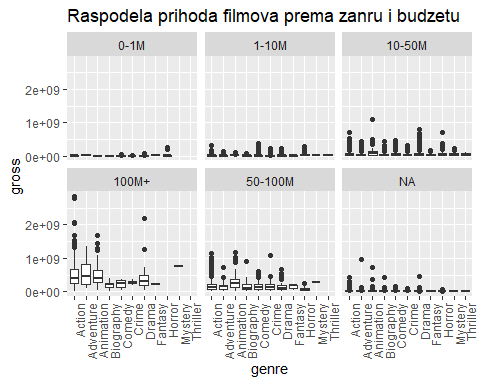 Raspodela prihoda filmova prema zanru i budzetu
0-1M
1-10M
10-50M
2e+09
1e+09
0e+00
gross
100M+
50-100M
NA
2e+09
1e+09
0e+00
Action
Adventure
Animation
Biography
Comedy
Crime
Drama
Fantasy
Horror
Mystery
Thriller
Action
Adventure
Animation
Biography
Comedy
Crime
Drama
Fantasy
Horror
Mystery
Thriller
Action
Adventure
Animation
Biography
Comedy
Crime
Drama
Fantasy
Horror
Mystery
Thriller
genre